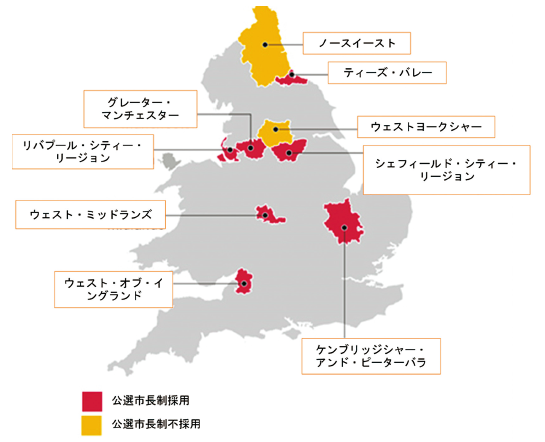 ノースイースト
ティーズ・バレー
グレーター・
マンチェスター
ウェストヨークシャー
リバプール・シティー・
リージョン
シェフィールド・シティー・
リージョン
ウェスト・ミッドランズ
ウェスト・オブ・イ
ングランド
ケンブリッジシャー・
アンド・ピーターバラ
公選市長制採用
公選市長制不採用